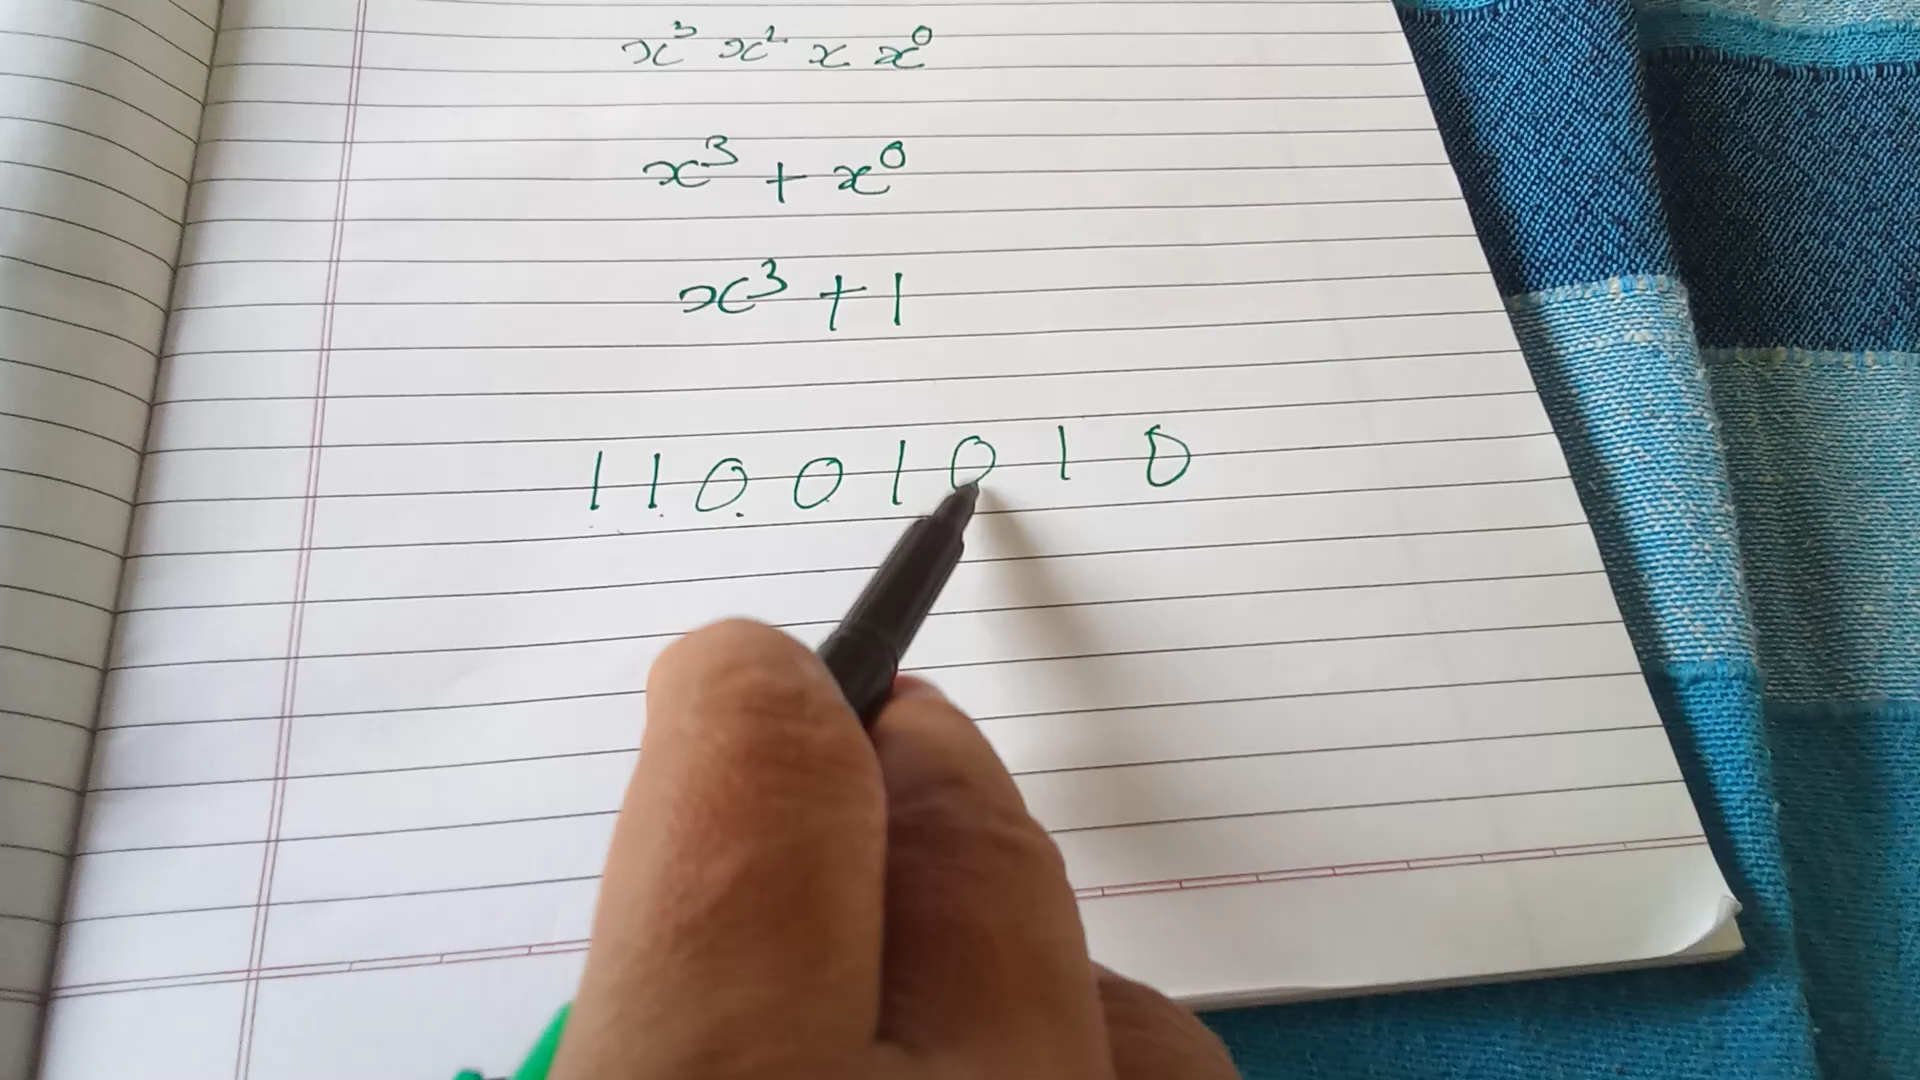 x³ x² x x⁰
x³ + x⁰
x³ + 1
1 1 0 0 1 0 1 0